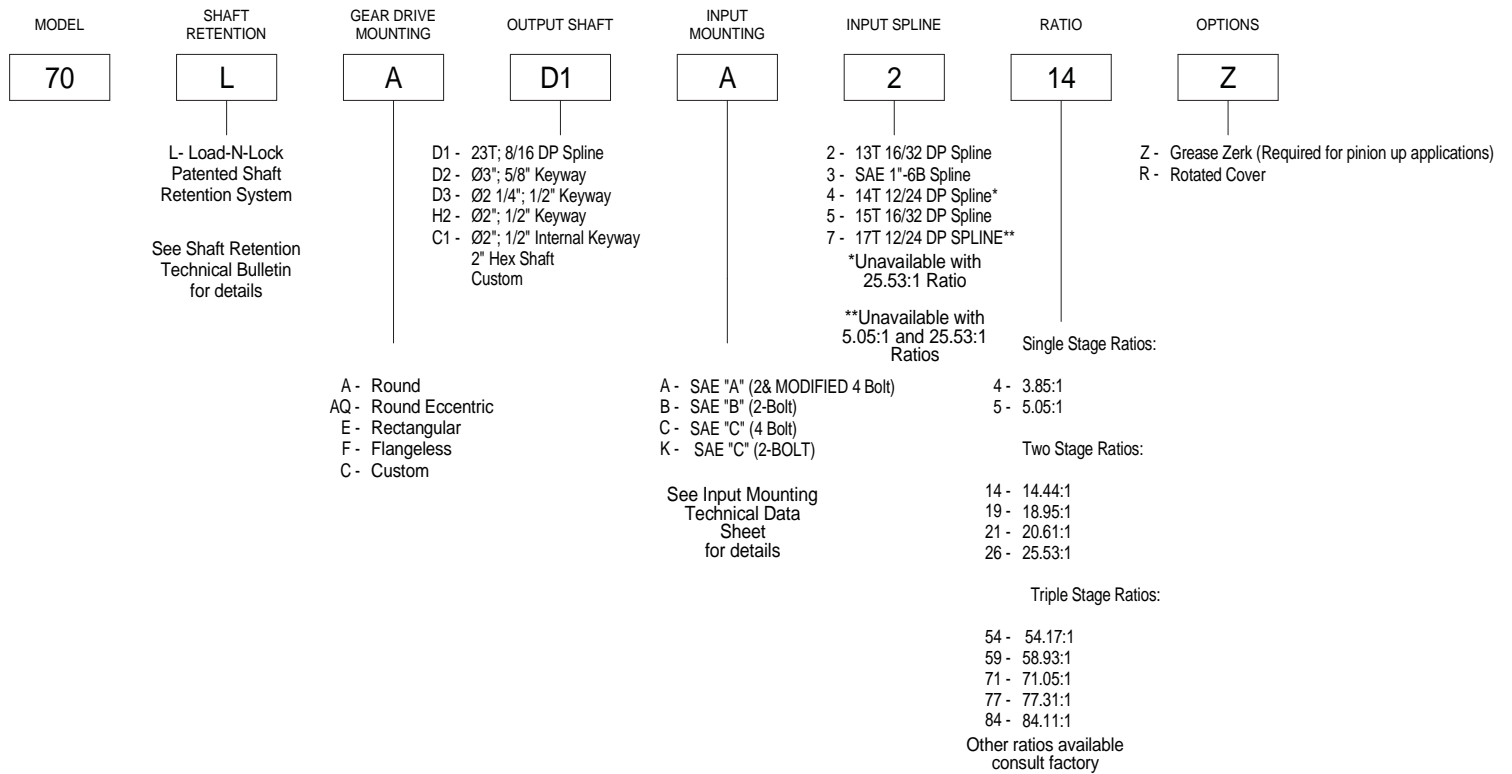 MODEL
SHAFT
RETENTION
GEAR DRIVE
MOUNTING
OUTPUT SHAFT
INPUT
MOUNTING
INPUT SPLINE
RATIO
OPTIONS
70
L
A
D1
A
2
14
Z
L- Load-N-Lock
Patented Shaft
Retention System
See Shaft Retention
Technical Bulletin
for details
A - Round
AQ - Round Eccentric
E - Rectangular
F - Flangeless
C - Custom
D1 - 23T; 8/16 DP Spline
D2 - Ø3"; 5/8" Keyway
D3 - Ø2 1/4"; 1/2" Keyway
H2 - Ø2"; 1/2" Keyway
C1 - Ø2"; 1/2" Internal Keyway
2" Hex Shaft
Custom
A - SAE "A" (2& MODIFIED 4 Bolt)
B - SAE "B" (2-Bolt)
C - SAE "C" (4 Bolt)
K - SAE "C" (2-BOLT)
See Input Mounting
Technical Data
Sheet
for details
2 - 13T 16/32 DP Spline
3 - SAE 1"-6B Spline
4 - 14T 12/24 DP Spline*
5 - 15T 16/32 DP Spline
7 - 17T 12/24 DP SPLINE**
*Unavailable with
25.53:1 Ratio
**Unavailable with
5.05:1 and 25.53:1
Ratios
Single Stage Ratios:
4 - 3.85:1
5 - 5.05:1
Two Stage Ratios:
14 - 14.44:1
19 - 18.95:1
21 - 20.61:1
26 - 25.53:1
Triple Stage Ratios:
54 - 54.17:1
59 - 58.93:1
71 - 71.05:1
77 - 77.31:1
84 - 84.11:1
Other ratios available
consult factory
Z - Grease Zerk (Required for pinion up applications)
R - Rotated Cover